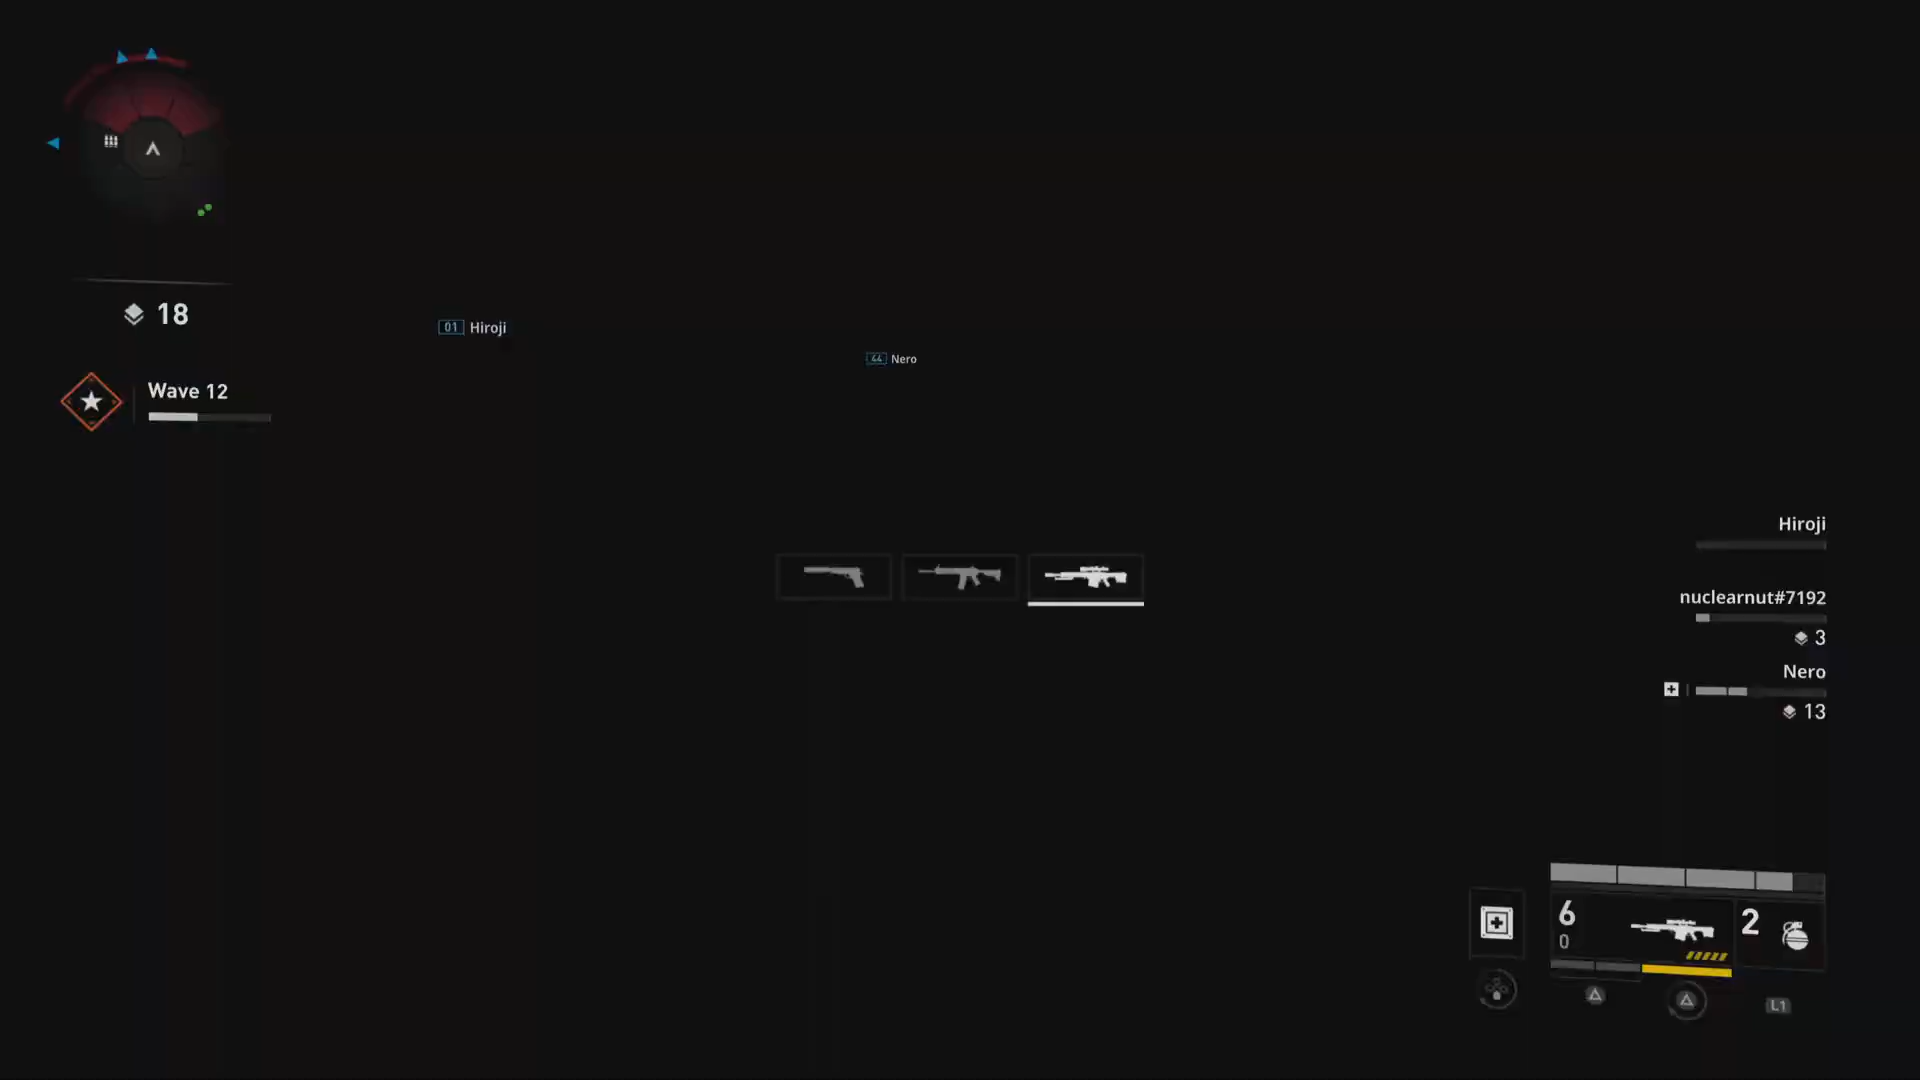 18
01 Hiroji
44 Nero
Wave 12
Hiroji
nuclearnut#7192
3
Nero
13
6
0
2
L1